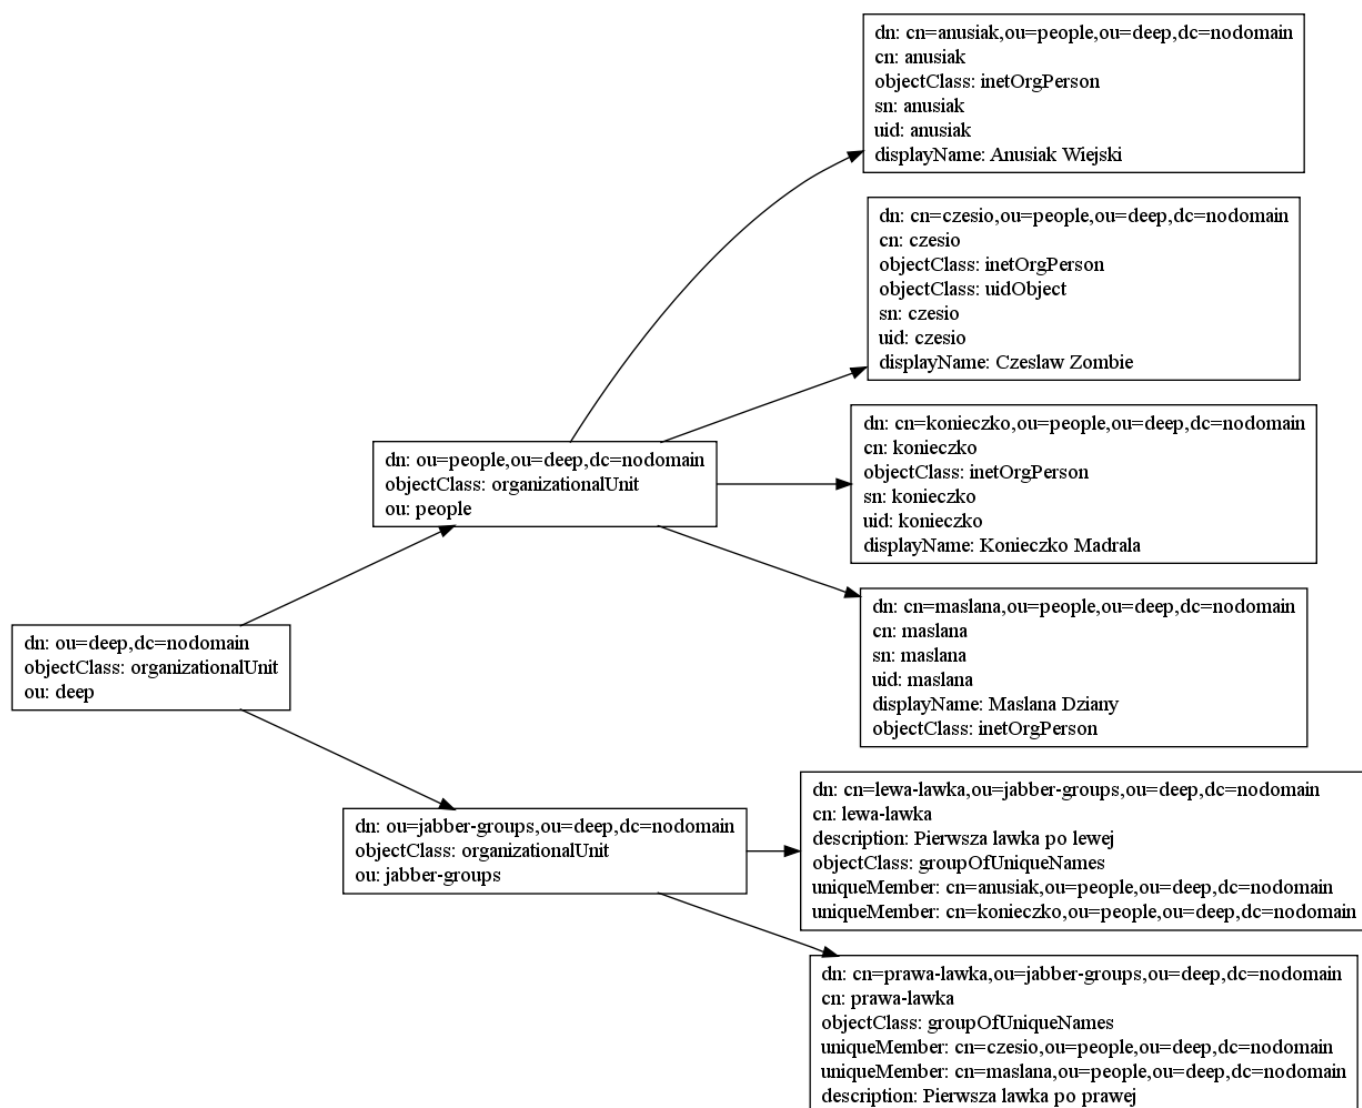 dn: cn=anusiak,ou=people,ou=deep,dc=nodomain
cn: anusiak
objectClass: inetOrgPerson
sn: anusiak
uid: anusiak
displayName: Anusiak Wiejski
dn: cn=czesio,ou=people,ou=deep,dc=nodomain
cn: czesio
objectClass: inetOrgPerson
objectClass: uidObject
sn: czesio
uid: czesio
displayName: Czeslaw Zombie
dn: cn=konieczko,ou=people,ou=deep,dc=nodomain
cn: konieczko
objectClass: inetOrgPerson
sn: konieczko
uid: konieczko
displayName: Konieczko Madrala
dn: ou=people,ou=deep,dc=nodomain
objectClass: organizationalUnit
ou: people
dn: cn=maslana,ou=people,ou=deep,dc=nodomain
cn: maslana
sn: maslana
uid: maslana
displayName: Maslana Dziany
objectClass: inetOrgPerson
dn: ou=deep,dc=nodomain
objectClass: organizationalUnit
ou: deep
dn: cn=lewa-lawka,ou=jabber-groups,ou=deep,dc=nodomain
cn: lewa-lawka
description: Pierwsza lawka po lewej
objectClass: groupOfUniqueNames
uniqueMember: cn=anusiak,ou=people,ou=deep,dc=nodomain
uniqueMember: cn=konieczko,ou=people,ou=deep,dc=nodomain
dn: ou=jabber-groups,ou=deep,dc=nodomain
objectClass: organizationalUnit
ou: jabber-groups
dn: cn=prawa-lawka,ou=jabber-groups,ou=deep,dc=nodomain
cn: prawa-lawka
objectClass: groupOfUniqueNames
uniqueMember: cn=czesio,ou=people,ou=deep,dc=nodomain
uniqueMember: cn=maslana,ou=people,ou=deep,dc=nodomain
description: Pierwsza lawka po prawej